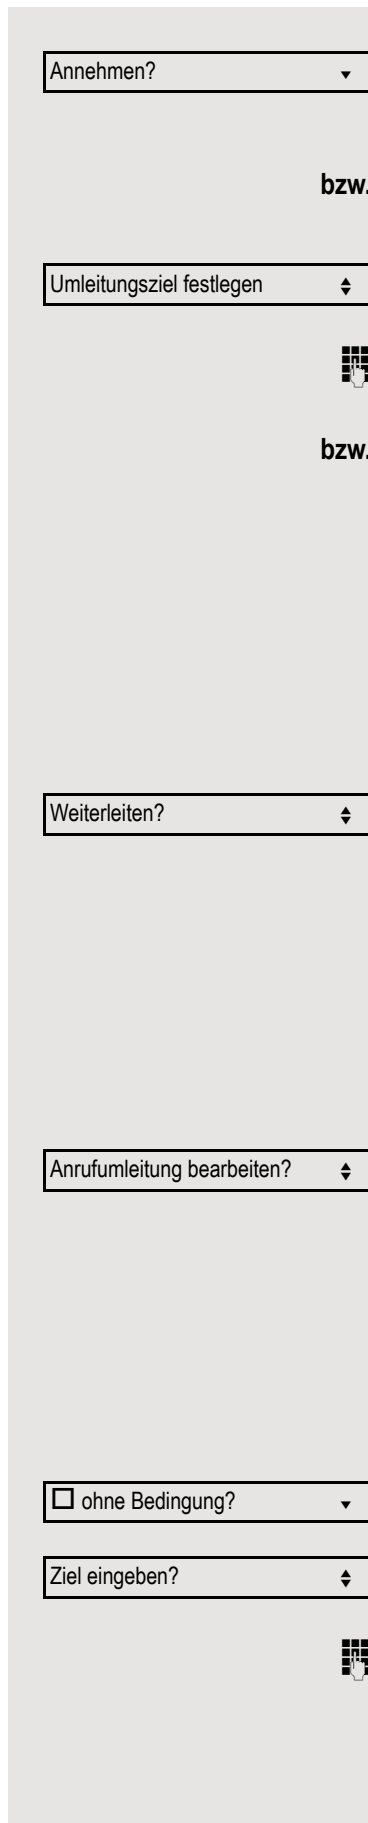 Annehmen?
bzw.
Umleitungsziel festlegen
bzw.
Weiterleiten?
Anrufumleitung bearbeiten?
ohne Bedingung?
Ziel eingeben?